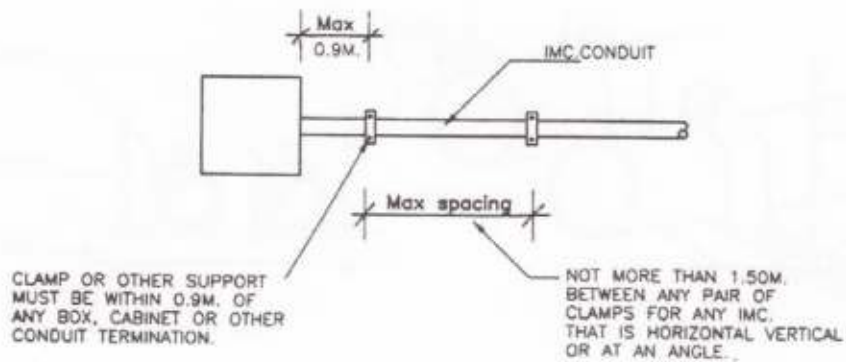 Max
0.9M.
IMC.CONDUIT
Max spacing
CLAMP OR OTHER SUPPORT
MUST BE WITHIN 0.9M. OF
ANY BOX, CABINET OR OTHER
CONDUIT TERMINATION.
NOT MORE THAN 1.50M.
BETWEEN ANY PAIR OF
CLAMPS FOR ANY IMC.
THAT IS HORIZONTAL VERTICAL
OR AT AN ANGLE.